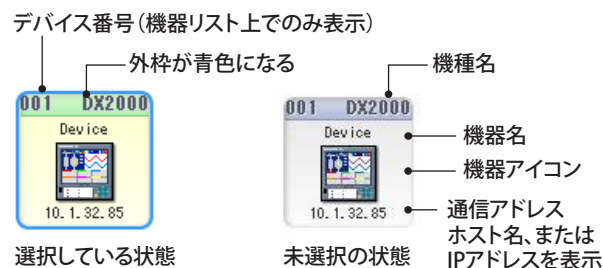 デバイス番号（機器リスト上でのみ表示）
外枠が青色になる
機種名
001 DX2000
Device
10.1.32.85
選択している状態
001 DX2000
Device
10.1.32.85
未選択の状態
機器名
機器アイコン
通信アドレス
ホスト名、または
IPアドレスを表示